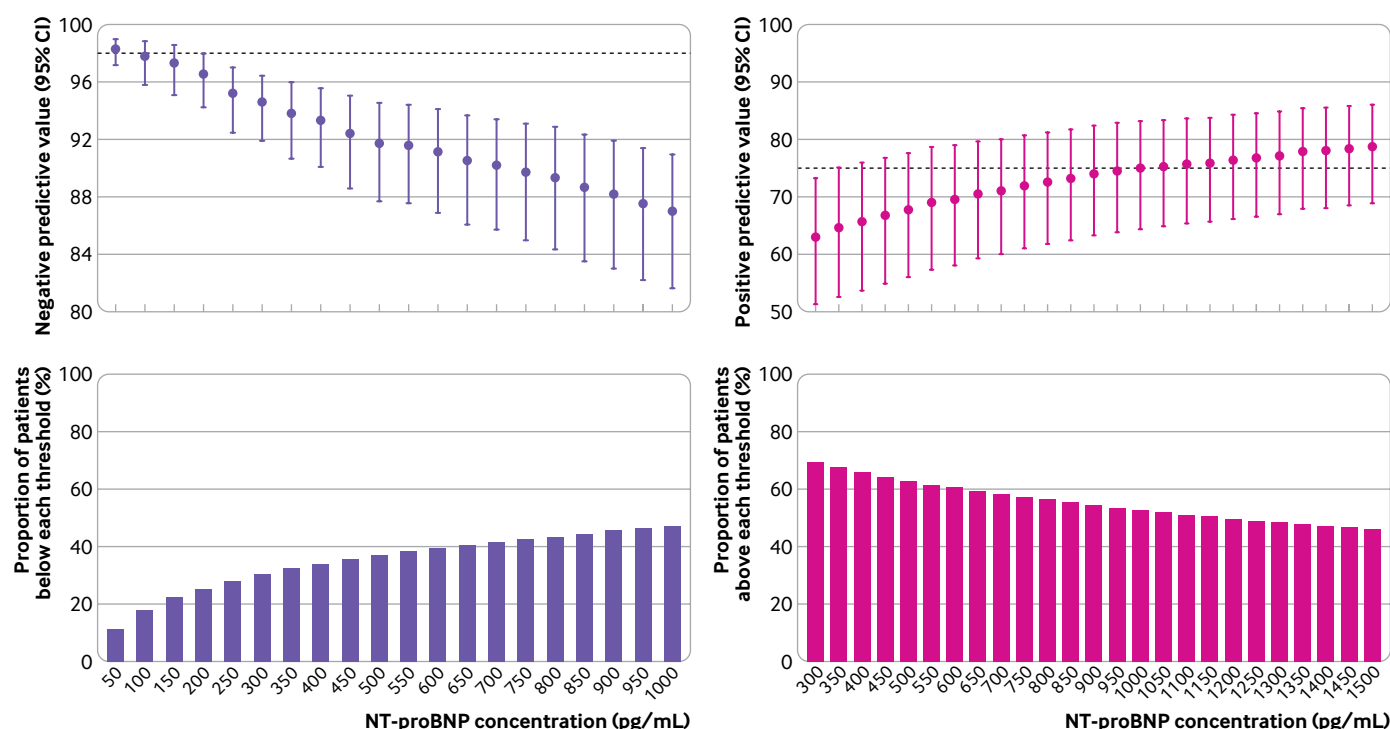 Negative predictive value (95% CI)
100
96
92
88
84
80
Positive predictive value (95% CI)
100
90
80
70
60
50
Proportion of patients
below each threshold (%)
100
80
60
40
20
0
50 100 150 200 250 300 350 400 450 500 550 600 650 700 750 800 850 900 950 1000
NT-proBNP concentration (pg/mL)
Proportion of patients
above each threshold (%)
100
80
60
40
20
0
300 350 400 450 500 550 600 650 700 750 800 850 900 950 1000 1050 1100 1150 1200 1250 1300 1350 1400 1450 1500
NT-proBNP concentration (pg/mL)